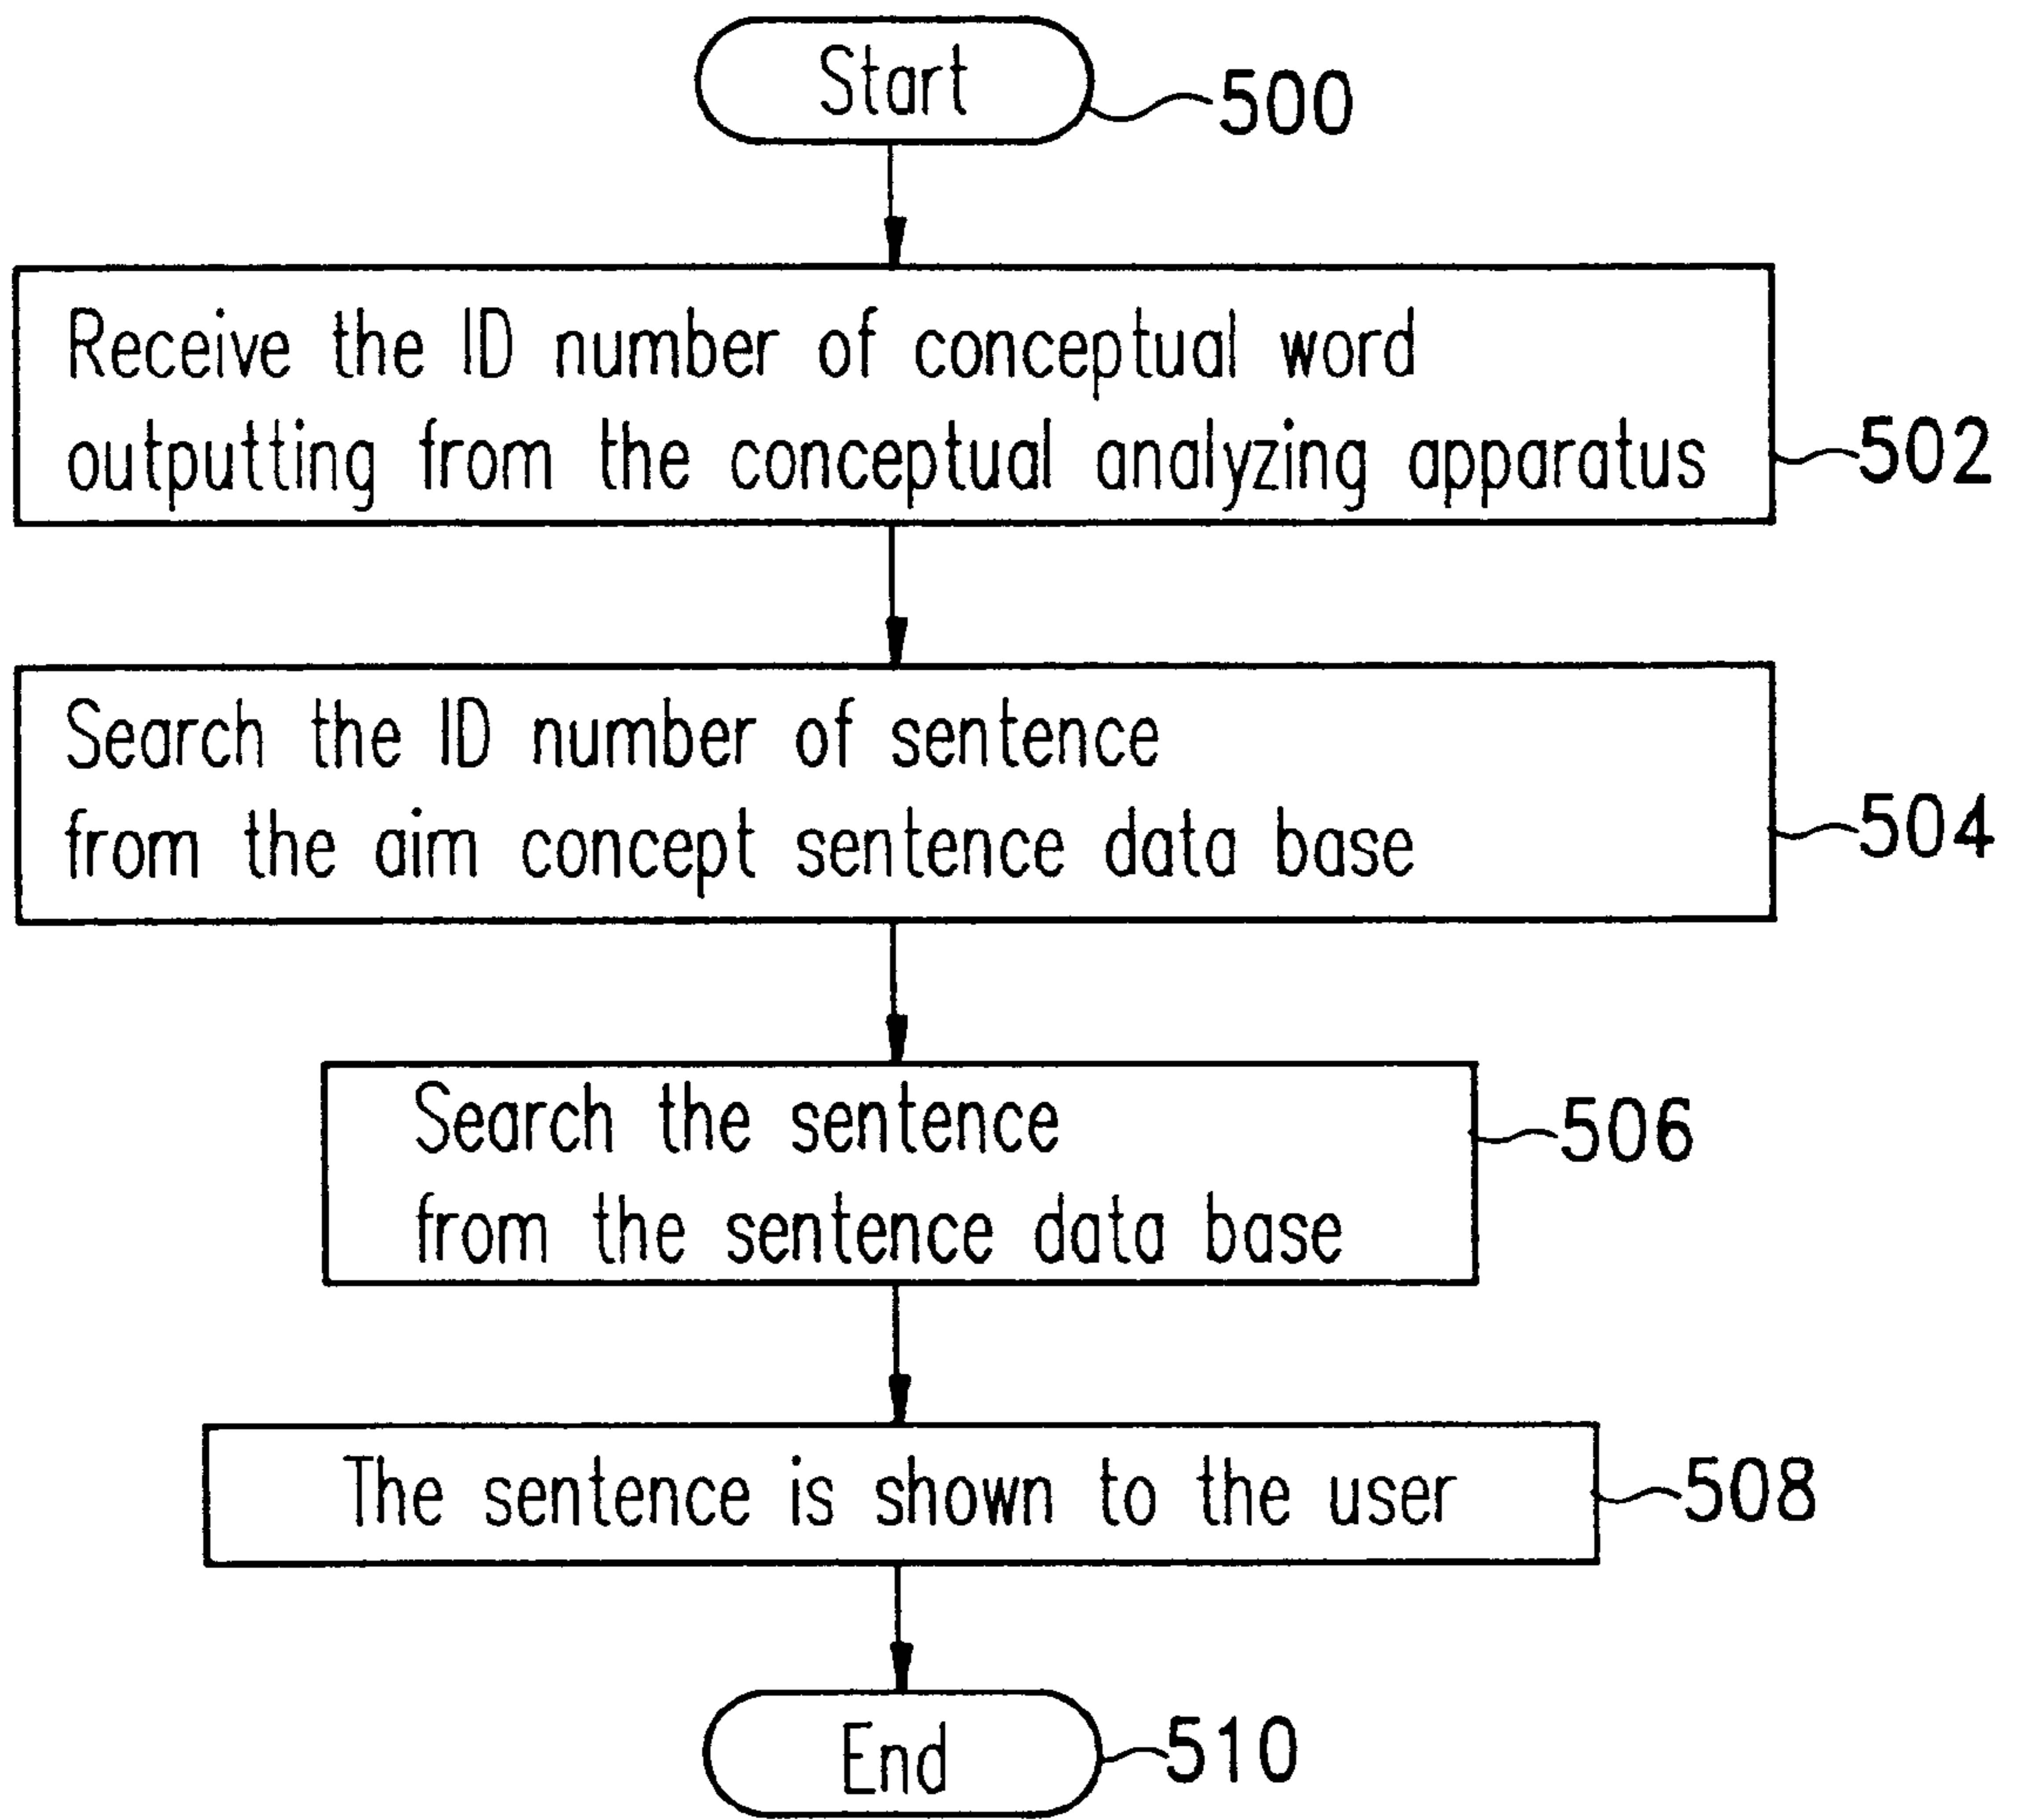 Start
500
Receive the ID number of conceptual word
outputting from the conceptual analyzing apparatus
502
Search the ID number of sentence
from the aim concept sentence data base
504
Search the sentence
from the sentence data base
506
The sentence is shown to the user
508
End
510